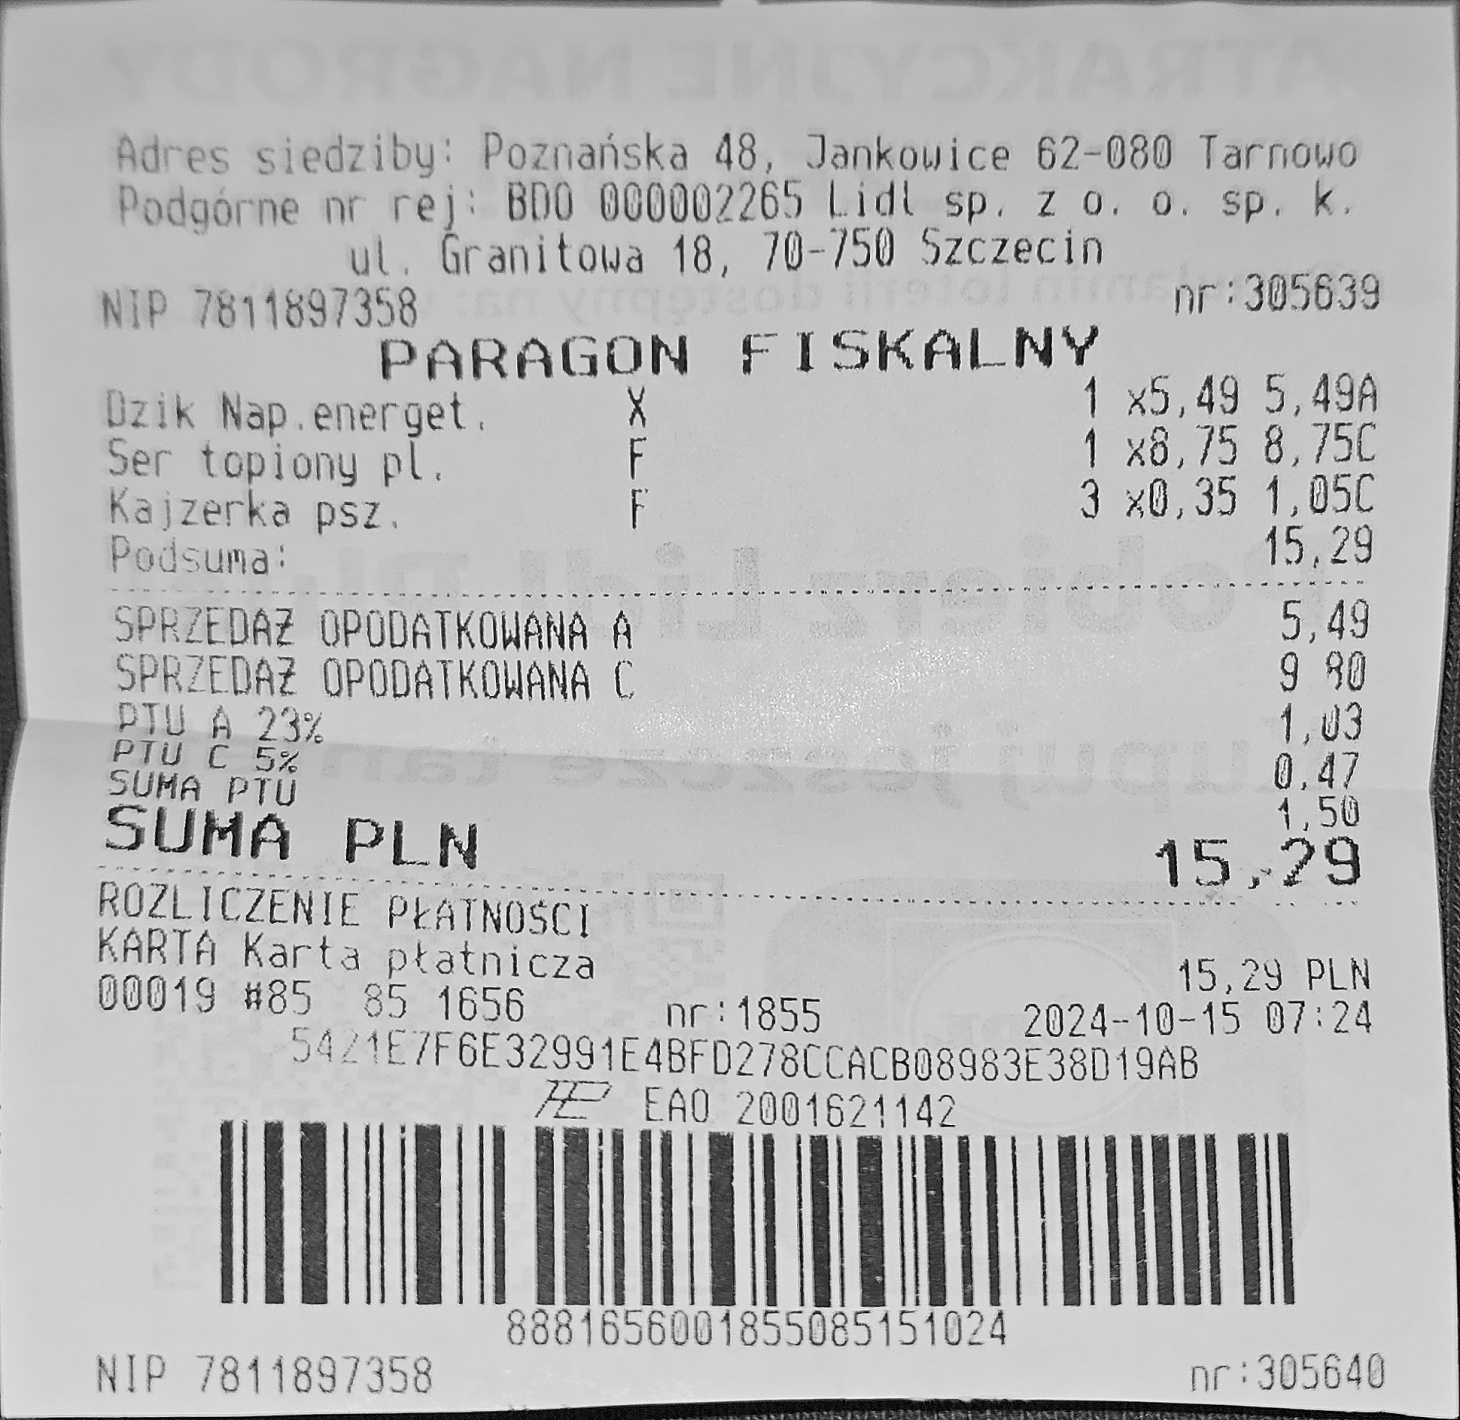 Adres siedziby: Poznańska 48, Jankowice 62-080 Tarnowo
Podgórne nr rej: BDO 000002265 Lidl sp. z o. o. sp. k.
ul. Granitowa 18, 70-750 Szczecin
NIP 7811897358 nr:305639
PARAGON FISKALNY
Dzik Nap.energet. X 1 x5,49 5,49A
Ser topiony pl. F 1 x8,75 8,75C
Kajzerka psz. F 3 x0,35 1,05C
Podsuma: 15,29
SPRZEDAŻ OPODATKOWANA A 5,49
SPRZEDAŻ OPODATKOWANA C 9 80
PTU A 23% 1,03
PTU C 5% 0,47
SUMA PTU 1,50
SUMA PLN 15,29
ROZLICZENIE PŁATNOŚCI
KARTA Karta płatnicza 15,29 PLN
00019 #85 85 1656 nr:1855 2024-10-15 07:24
5421E7F6E32991E4BFD278CCACB08983E38D19AB
EAO 2001621142
8881656001855085151024
NIP 7811897358 nr:305640